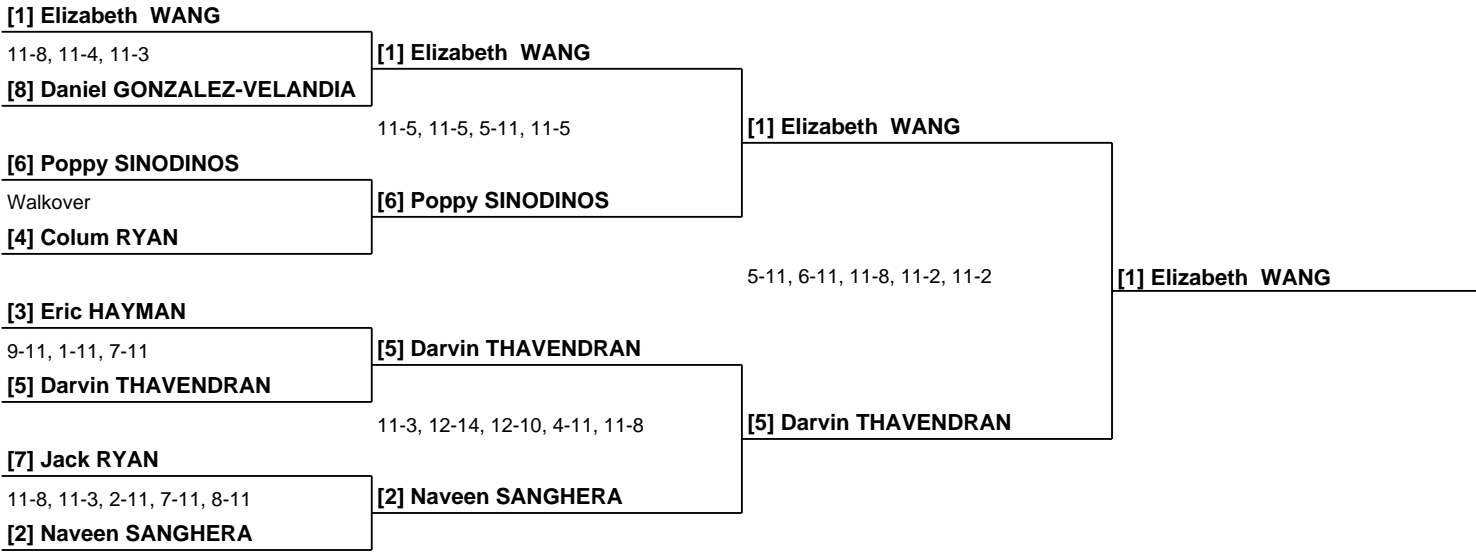 [1] Elizabeth  WANG
11-8, 11-4, 11-3
[1] Elizabeth  WANG
[8] Daniel GONZALEZ-VELANDIA
11-5, 11-5, 5-11, 11-5
[1] Elizabeth  WANG
[6] Poppy SINODINOS
Walkover
[6] Poppy SINODINOS
[4] Colum RYAN
5-11, 6-11, 11-8, 11-2, 11-2
[1] Elizabeth  WANG
[3] Eric HAYMAN
9-11, 1-11, 7-11
[5] Darvin THAVENDRAN
[5] Darvin THAVENDRAN
11-3, 12-14, 12-10, 4-11, 11-8
[5] Darvin THAVENDRAN
[7] Jack RYAN
11-8, 11-3, 2-11, 7-11, 8-11
[2] Naveen SANGHERA
[2] Naveen SANGHERA